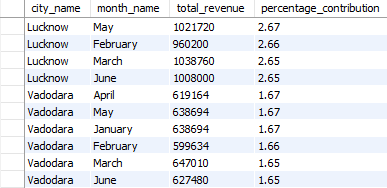 city_name month_name total_revenue percentage_contribution
Lucknow May 1021720 2.67
Lucknow February 960200 2.66
Lucknow March 1038760 2.65
Lucknow June 1008000 2.65
Vadodara April 619164 1.67
Vadodara May 638694 1.67
Vadodara January 638694 1.67
Vadodara February 599634 1.66
Vadodara March 647010 1.65
Vadodara June 627480 1.65